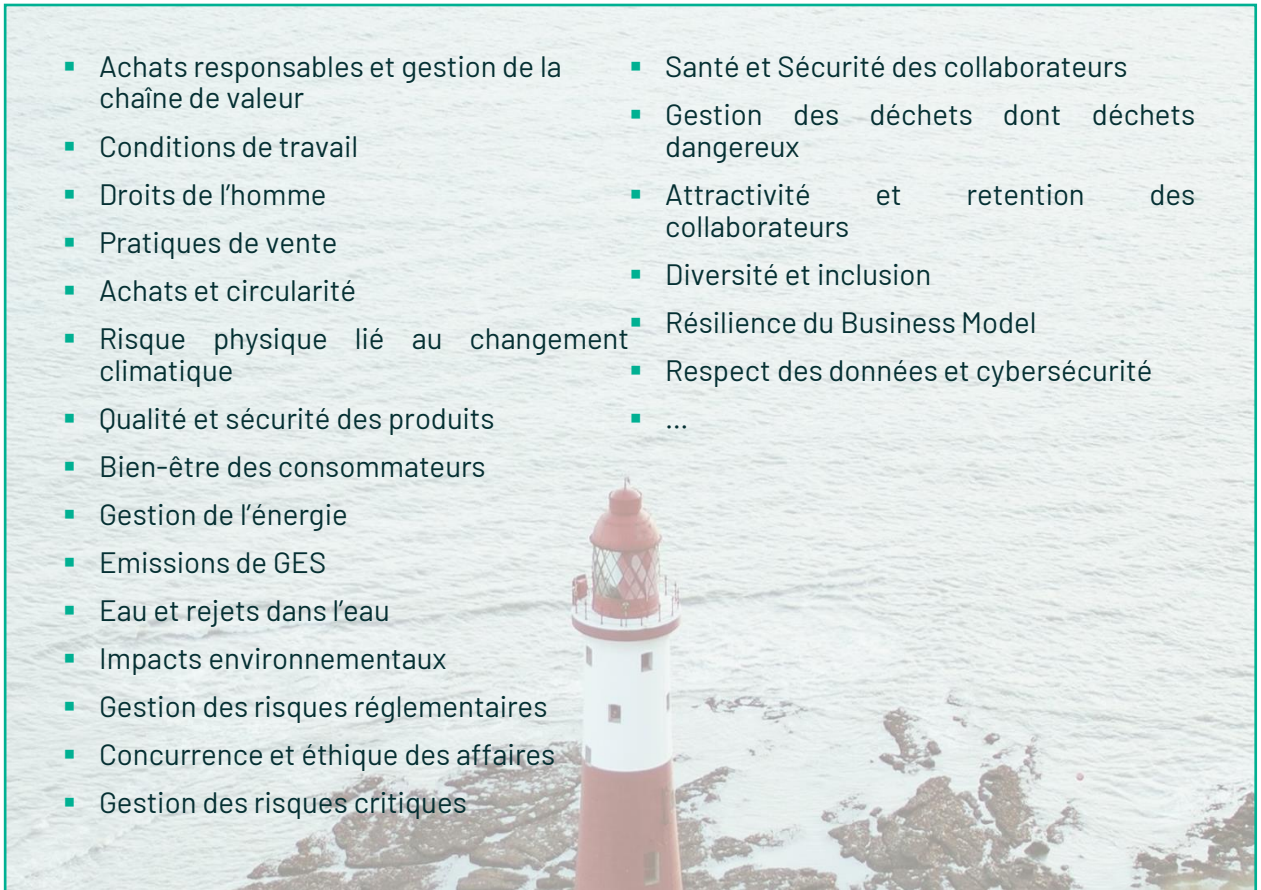 Achats responsables et gestion de la
chaîne de valeur
Conditions de travail
Droits de l'homme
Pratiques de vente
Achats et circularité
Risque physique lié au changement
climatique
Qualité et sécurité des produits
Bien-être des consommateurs
Gestion de l'énergie
Emissions de GES
Eau et rejets dans l'eau
Impacts environnementaux
Gestion des risques réglementaires
Concurrence et éthique des affaires
Gestion des risques critiques
Santé et Sécurité des collaborateurs
Gestion des déchets dont déchets
dangereux
Attractivité et retention des
collaborateurs
Diversité et inclusion
Résilience du Business Model
Respect des données et cybersécurité
...